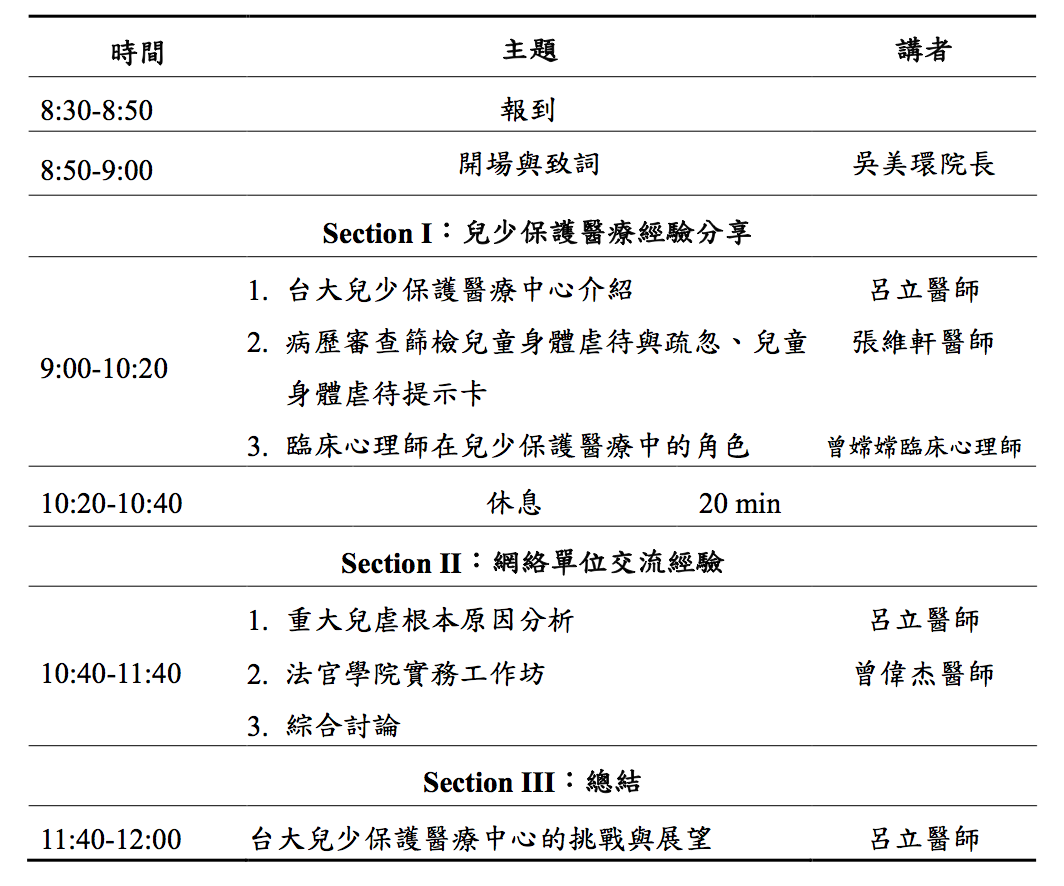 時間 主題 講者
8:30-8:50 報到
8:50-9:00 開場與致詞 吳美環院長
Section I：兒少保護醫療經驗分享
9:00-10:20
1. 台大兒少保護醫療中心介紹 呂立醫師
2. 病歷審查篩檢兒童身體虐待與疏忽、兒童 張維軒醫師
身體虐待提示卡
3. 臨床心理師在兒少保護醫療中的角色 曾嫦嫦臨床心理師
10:20-10:40 休息 20 min
Section II：網絡單位交流經驗
10:40-11:40
1. 重大兒虐根本原因分析 呂立醫師
2. 法官學院實務工作坊 曾偉杰醫師
3. 綜合討論
Section III：總結
11:40-12:00 台大兒少保護醫療中心的挑戰與展望 呂立醫師